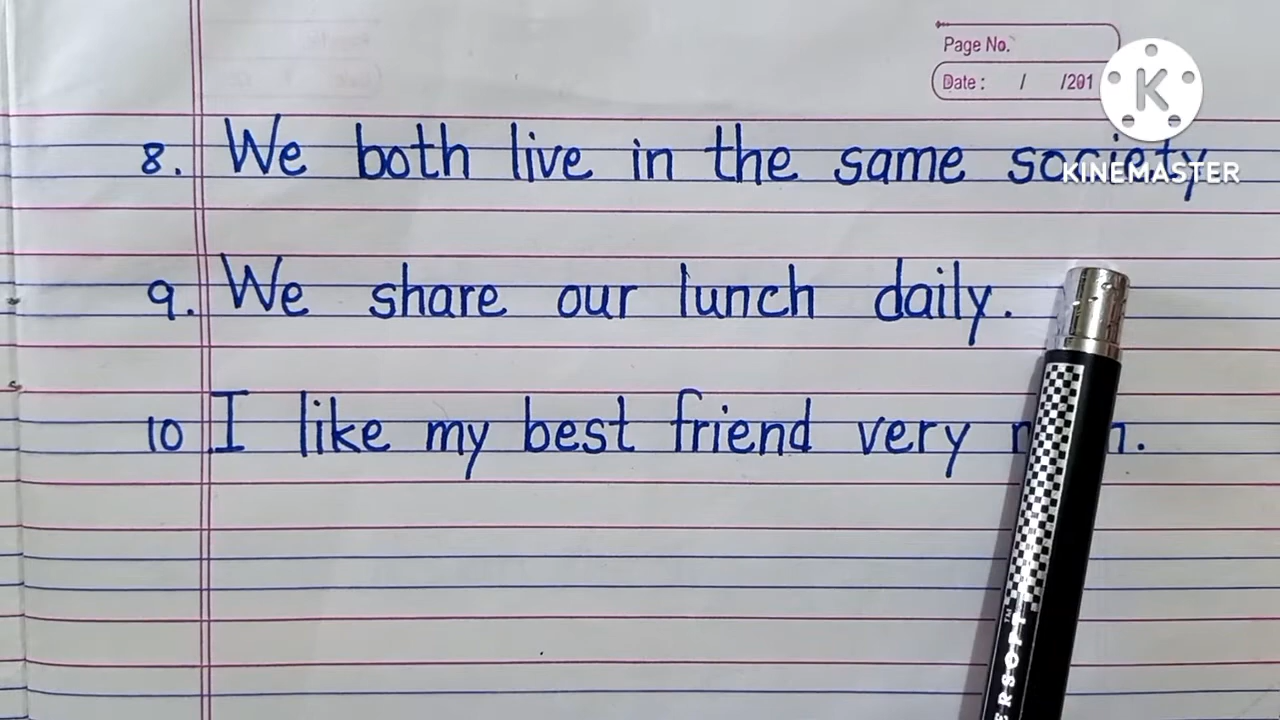 Page No.
Date : / /201
K
KINEMASTER
8. We both live in the same society
9. We share our lunch daily.
10 I like my best friend very